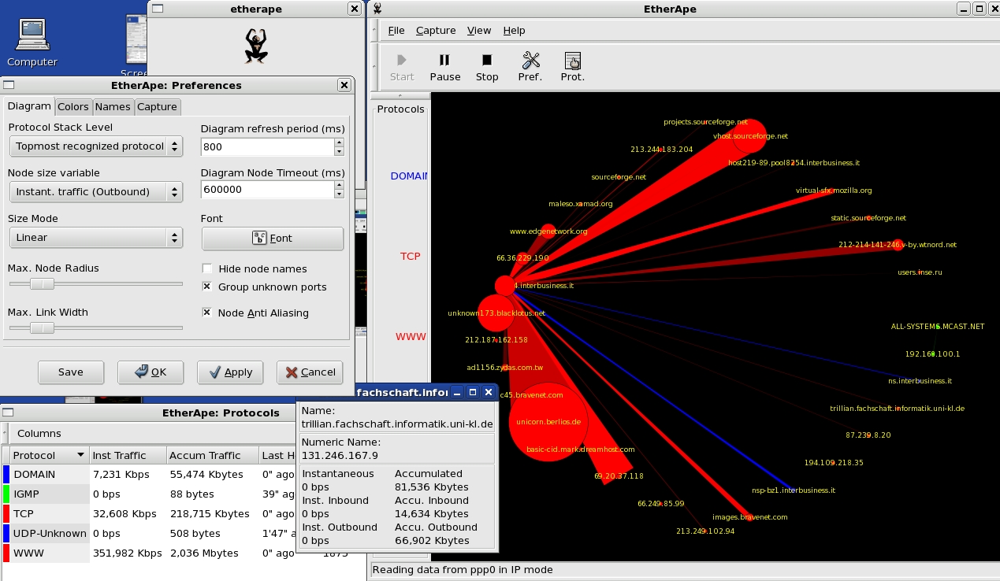 Computer
Scree
etherape
EtherApe: Preferences
Diagram
Colors
Names
Capture
Protocol Stack Level
Topmost recognized protocol
Node size variable
Instant. traffic (Outbound)
Size Mode
Linear
Max. Node Radius
Max. Link Width
Diagram refresh period (ms)
800
Diagram Node Timeout (ms)
600000
Font
Font
Hide node names
Group unknown ports
Node Anti Aliasing
Save
OK
Apply
Cancel
EtherApe: Protocols
Columns
Protocol Inst Traffic Accum Traffic Last H
DOMAIN 7,231 Kbps 55,474 Kbytes 0" ago
IGMP 0 bps 88 bytes 39" ag
TCP 32,608 Kbps 218,715 Kbytes 0" ago
UDP-Unknown 0 bps 508 bytes 1'47" a
WWW 351,982 Kbps 2,036 Mbytes 0" ago 1875
fachschaft.infor
Name:
trillian.fachschaft.informatik.uni-kl.de
Numeric Name:
131.246.167.9
Instantaneous Accumulated
0 bps 81,536 Kbytes
Inst. Inbound Accu. Inbound
0 bps 14,634 Kbytes
Inst. Outbound Accu. Outbound
0 bps 66,902 Kbytes
EtherApe
File Capture View Help
Start Pause Stop Pref. Prot.
Protocols
DOMAIN
TCP
WWW
projects.sourceforge.net
vhost.sourceforge.net
213.244.183.204
host219-89.pool8254.interbusiness.it
sourceforge.net
virtual-sfx.mozilla.org
maleso.xamad.org
static.sourceforge.net
www.edgenetwork.org
212-214-141-246.v-by.wtnord.net
66.36.229.190
users.inse.ru
4.interbusiness.it
unknown173.blacklotus.net
ALL-SYSTEMS.MCAST.NET
212.187.162.158
192.168.100.1
ad1156.zydas.com.tw
ns.interbusiness.it
c45.bravenet.com
trillian.fachschaft.informatik.uni-kl.de
unicorn.berlios.de
87.239.8.20
basic-cid.mark.dreamhost.com
194.109.218.35
69.20.37.118
nsp-bz1.interbusiness.it
66.249.85.99
images.bravenet.com
213.249.102.94
Reading data from ppp0 in IP mode